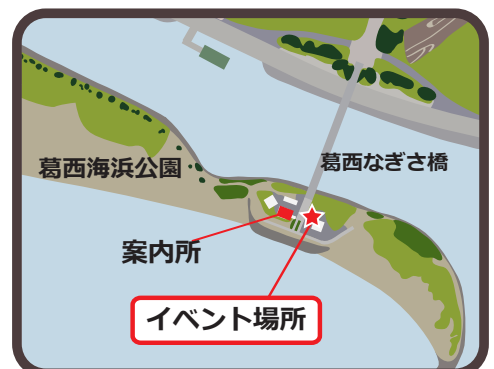 葛西海浜公園
葛西なぎさ橋
案内所
イベント場所